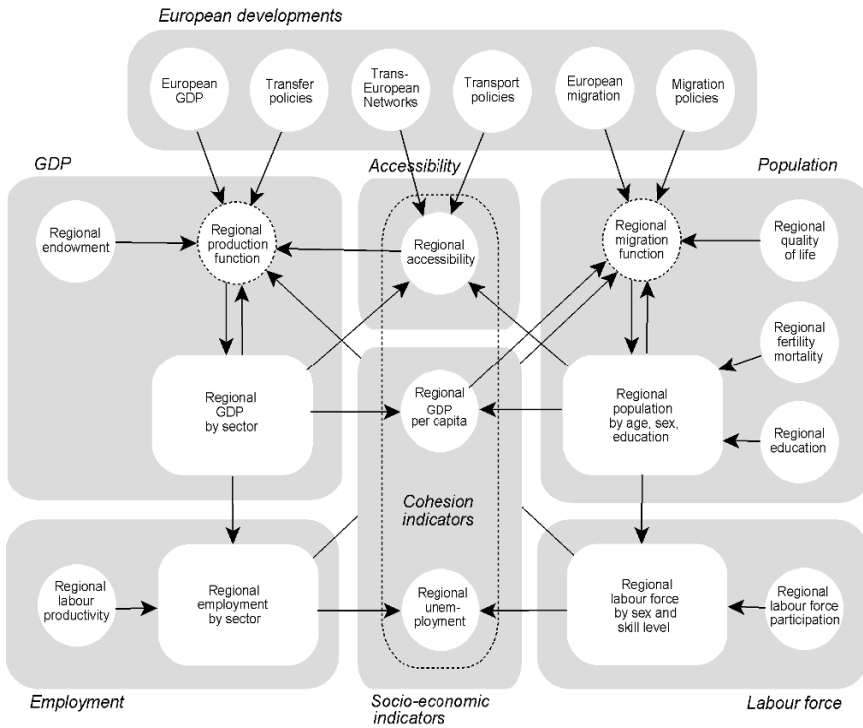 European developments
European
GDP
Transfer
policies
Trans-
European
Networks
Transport
policies
European
migration
Migration
policies
GDP
Accessibility
Population
Regional
endowment
Regional
production
function
Regional
accessibility
Regional
migration
function
Regional
quality
of life
Regional
fertility
mortality
Regional
GDP
by sector
Regional
GDP
per capita
Regional
population
by age, sex,
education
Regional
education
Cohesion
indicators
Regional
labour
productivity
Regional
employment
by sector
Regional
unem-
ployment
Regional
labour force
by sex and
skill level
Regional
labour force
participation
Employment
Socio-economic
indicators
Labour force